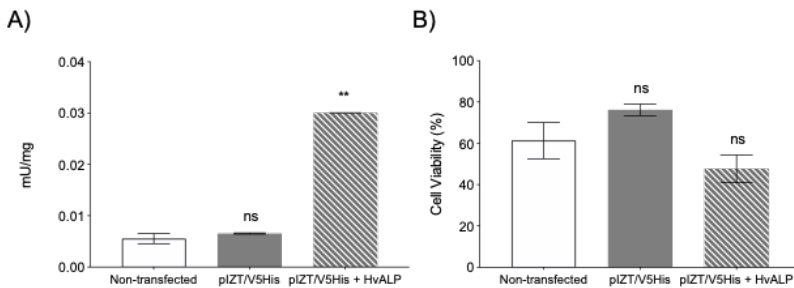 A)
mU/mg
0.04
0.03
0.02
0.01
0.00
ns
**
Non-transfected
pIZT/V5His
pIZT/V5His + HvALP
B)
Cell Viability (%)
100
80
60
40
20
0
ns
ns
Non-transfected
pIZT/V5His
pIZT/V5His + HvALP